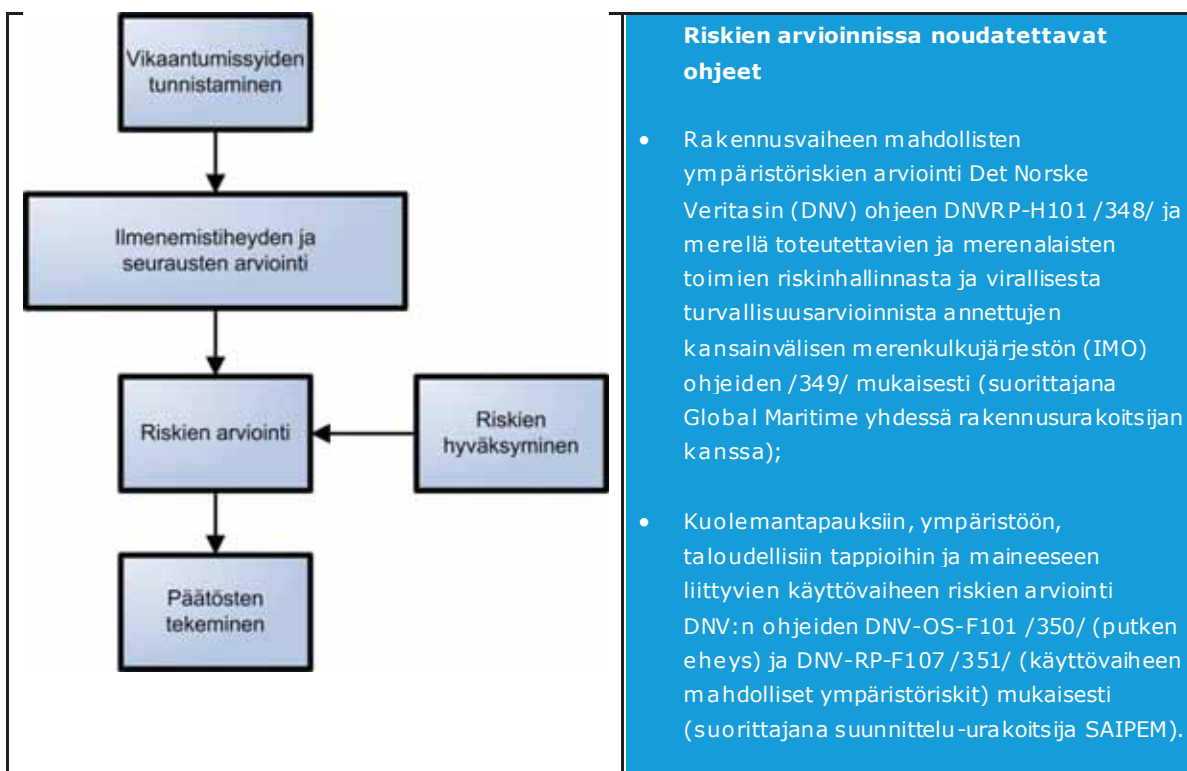 Vikaantumissyiden
tunnistaminen
Ilmenemistiheyden ja
seurausten arviointi
Riskien arviointi
Riskien
hyväksyminen
Päätösten
tekeminen
Riskien arvioinnissa noudatettavat
ohjeet
• Rakennusvaiheen mahdollisten
ympäristöriskien arviointi Det Norske
Veritasin (DNV) ohjeen DNVRP-H101 /348/ ja
merellä toteutettavien ja merenalaisten
toimien riskinhallinnasta ja virallisesta
turvallisuusarvioinnista annettujen
kansainvälisen merenkulkujärjestön (IMO)
ohjeiden /349/ mukaisesti (suorittajana
Global Maritime yhdessä rakennusurakoitsijan
kanssa);
• Kuolemantapauksiin, ympäristöön,
taloudellisiin tappioihin ja maineeseen
liittyvien käyttövaiheen riskien arviointi
DNV:n ohjeiden DNV-OS-F101 /350/ (putken
eheys) ja DNV-RP-F107 /351/ (käyttövaiheen
mahdolliset ympäristöriskit) mukaisesti
(suorittajana suunnittelu-urakoitsija SAIPEM).